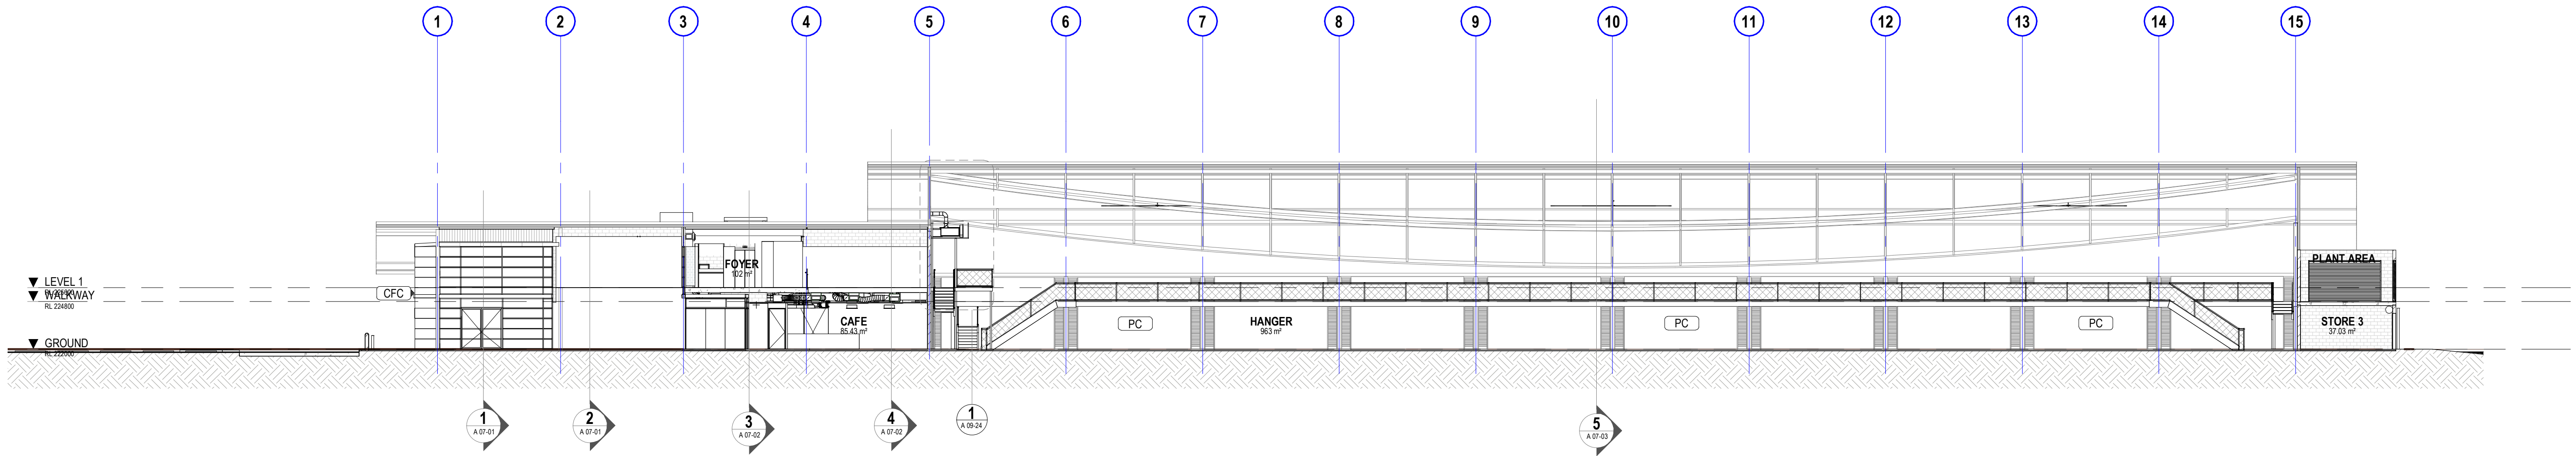 1 2 3 4 5 6 7 8 9 10 11 12 13 14 15
LEVEL 1
WALKWAY
RL 224800
GROUND
RL 222000
CFC
FOYER
102 m²
CAFE
85.43 m²
PC
HANGER
963 m²
PC
PC
PLANT AREA
STORE 3
37.03 m²
1
A 07-01
2
A 07-01
3
A 07-02
4
A 07-02
1
A 09-24
5
A 07-03